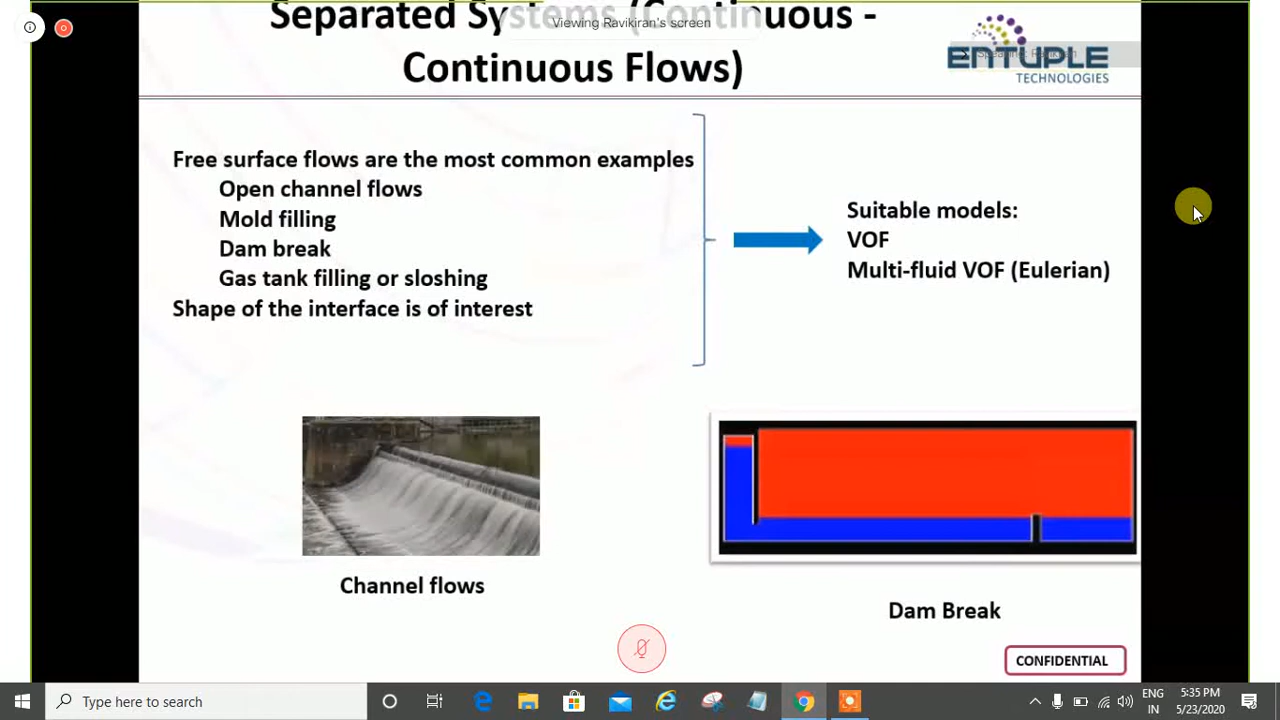 Separated Systems (Continuous -
Viewing Ravikiran's screen
Continuous Flows)
ENTUPLE
TECHNOLOGIES
Free surface flows are the most common examples
Open channel flows
Mold filling
Dam break
Gas tank filling or sloshing
Shape of the interface is of interest
Suitable models:
VOF
Multi-fluid VOF (Eulerian)
Channel flows
Dam Break
CONFIDENTIAL
Type here to search
ENG
IN
5:35 PM
5/23/2020